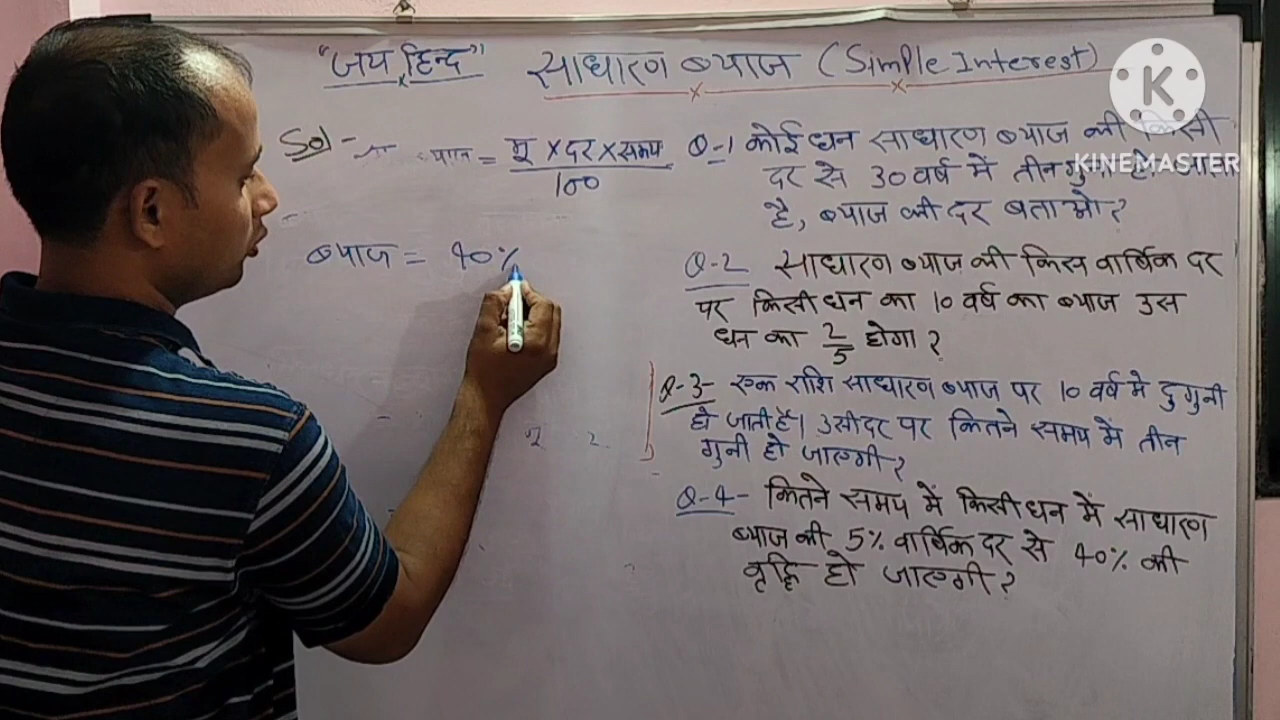 "जय हिन्द"
साधारण ब्याज (Simple Interest)
Sol -
= मू × दर × समय
100
ब्याज = 40%
Q-1 कोई धन साधारण ब्याज की किसी
दर से 30 वर्ष में तीन गुना हो जाता
है, ब्याज की दर बताओ?
Q-2 साधारण ब्याज की किस वार्षिक दर
पर किसी धन का 10 वर्ष का ब्याज उस
धन का 2/5 होगा?
Q-3- एक राशि साधारण ब्याज पर 10 वर्ष मे दुगुनी
हो जाती है। उसी दर पर कितने समय में तीन
गुनी हो जाएगी?
Q-4- कितने समय में किसी धन में साधारण
ब्याज की 5% वार्षिक दर से 40% की
वृद्धि हो जाएगी?
K
KINEMASTER